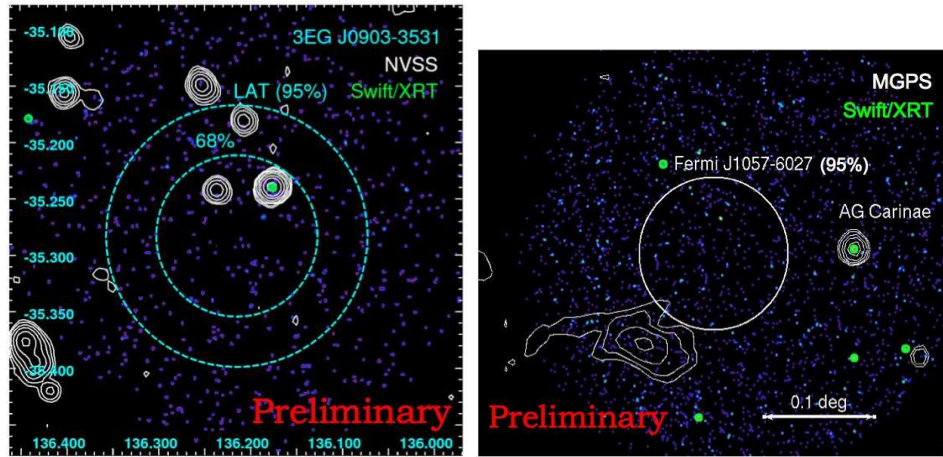 -35.100
3EG J0903-3531
NVSS
-35.150
LAT (95%)
Swift/XRT
-35.200
68%
-35.250
-35.300
-35.350
-35.400
Preliminary
136.400
136.300
136.200
136.100
136.000
MGPS
Swift/XRT
Fermi J1057-6027 (95%)
AG Carinae
Preliminary
0.1 deg